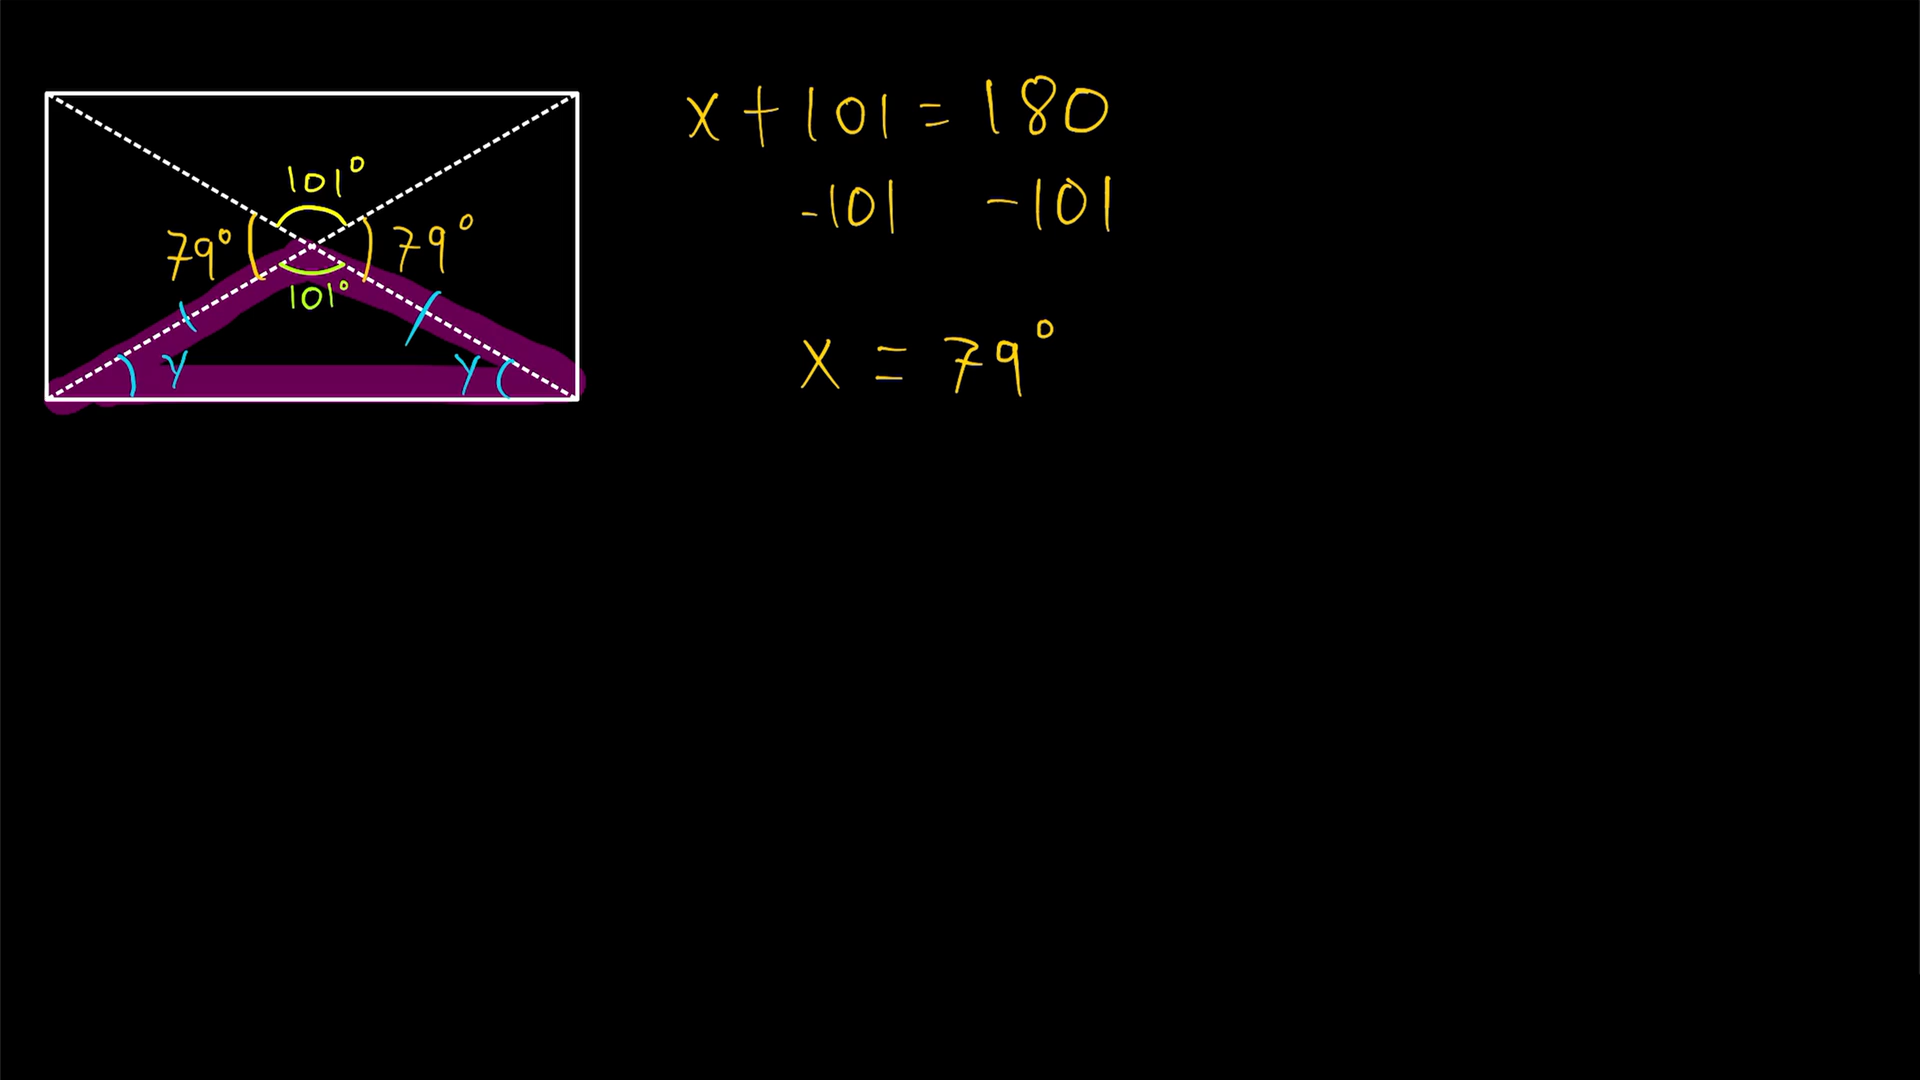 x + 101 = 180
-101 -101
x = 79°
101°
79° 79°
101°
y y